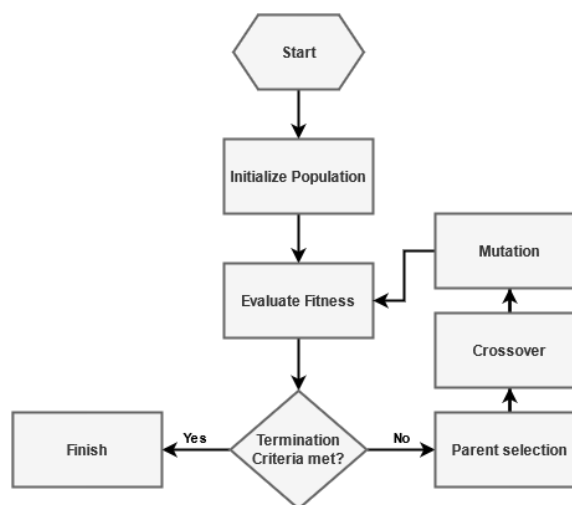 Start
Initialize Population
Mutation
Evaluate Fitness
Crossover
Yes
Termination
Criteria met?
No
Finish
Parent selection